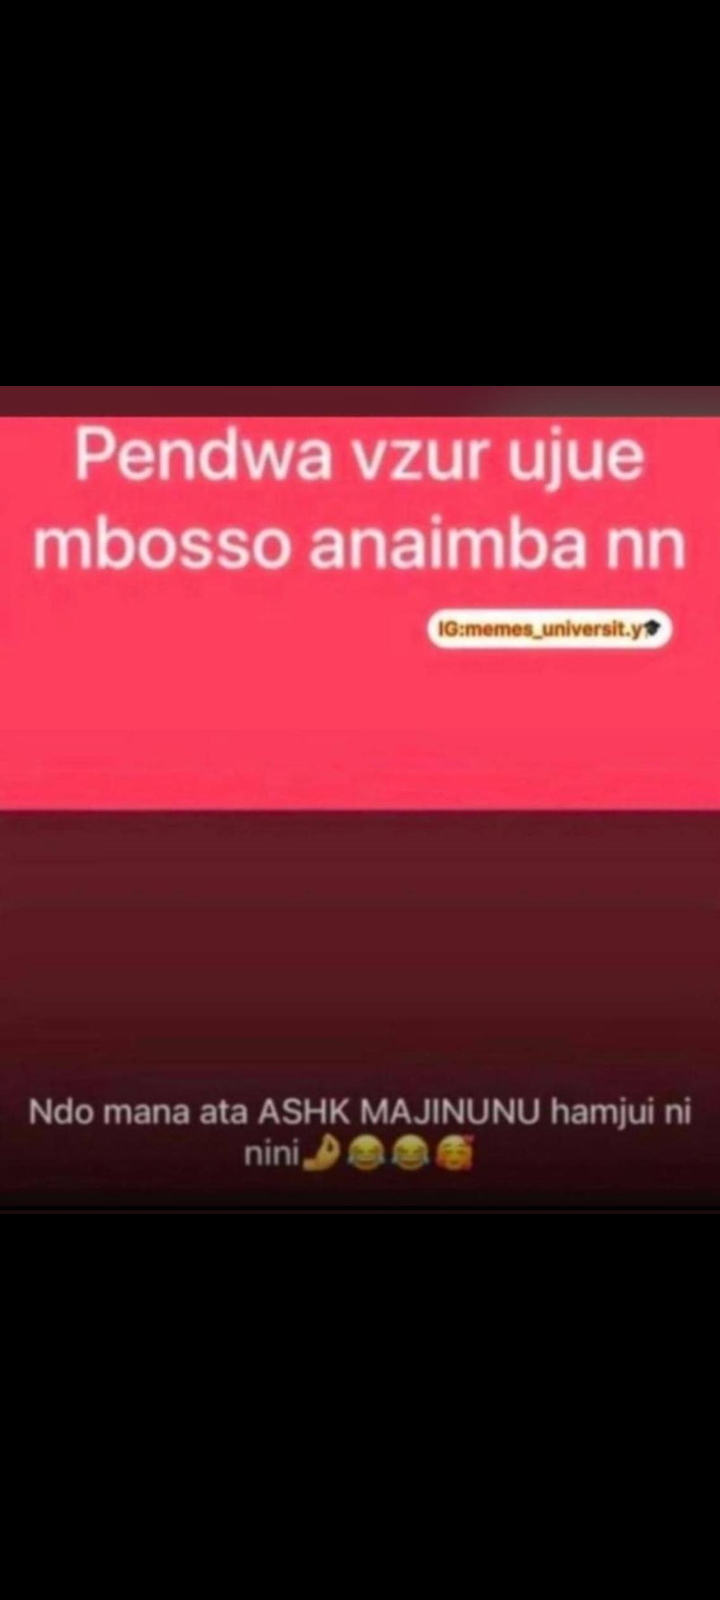 Pendwa vzur ujue
mbosso anaimba nn
IG:memes_universit.y🎓
Ndo mana ata ASHK MAJINUNU hamjui ni
nini🤌😂😂🥰